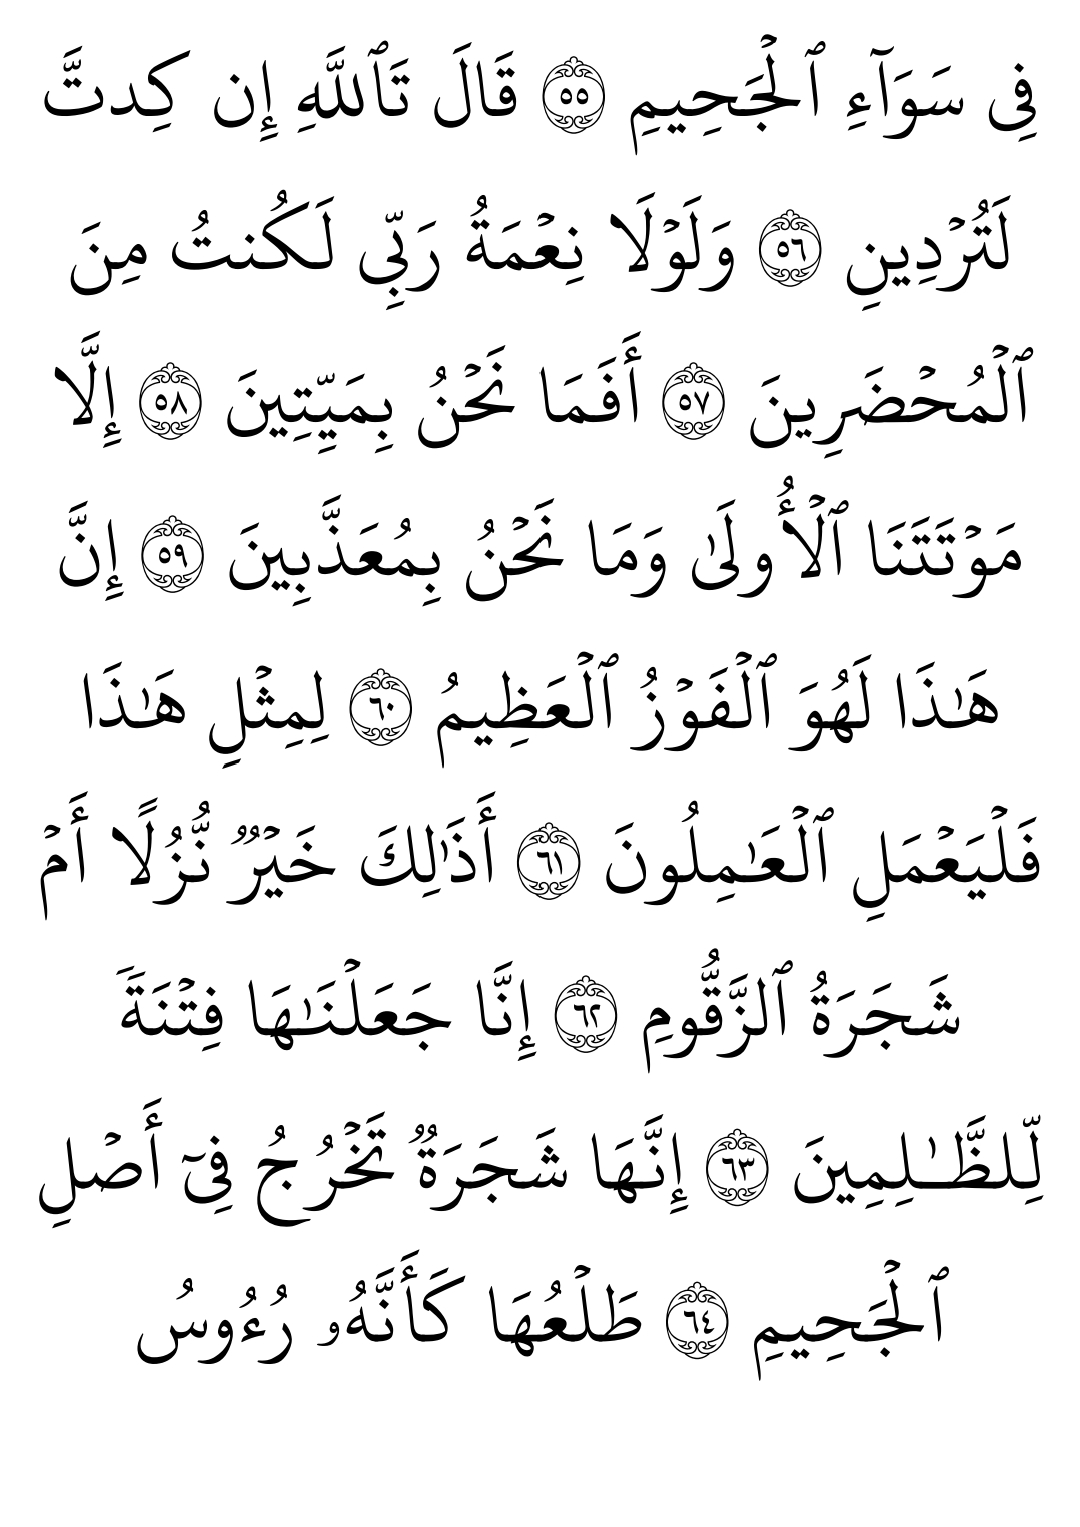 فِى سَوَآءِ ٱلْجَحِيمِ ٥٥ قَالَ تَٱللَّهِ إِن كِدتَّ
لَتُرْدِينِ ٥٦ وَلَوْلَا نِعْمَةُ رَبِّى لَكُنتُ مِنَ
ٱلْمُحْضَرِينَ ٥٧ أَفَمَا نَحْنُ بِمَيِّتِينَ ٥٨ إِلَّا
مَوْتَتَنَا ٱلْأُولَىٰ وَمَا نَحْنُ بِمُعَذَّبِينَ ٥٩ إِنَّ
هَـٰذَا لَهُوَ ٱلْفَوْزُ ٱلْعَظِيمُ ٦٠ لِمِثْلِ هَـٰذَا
فَلْيَعْمَلِ ٱلْعَـٰمِلُونَ ٦١ أَذَٰلِكَ خَيْرٌ نُّزُلًا أَمْ
شَجَرَةُ ٱلزَّقُّومِ ٦٢ إِنَّا جَعَلْنَـٰهَا فِتْنَةً
لِّلظَّـٰلِمِينَ ٦٣ إِنَّهَا شَجَرَةٌ تَخْرُجُ فِىٓ أَصْلِ
ٱلْجَحِيمِ ٦٤ طَلْعُهَا كَأَنَّهُۥ رُءُوسُ